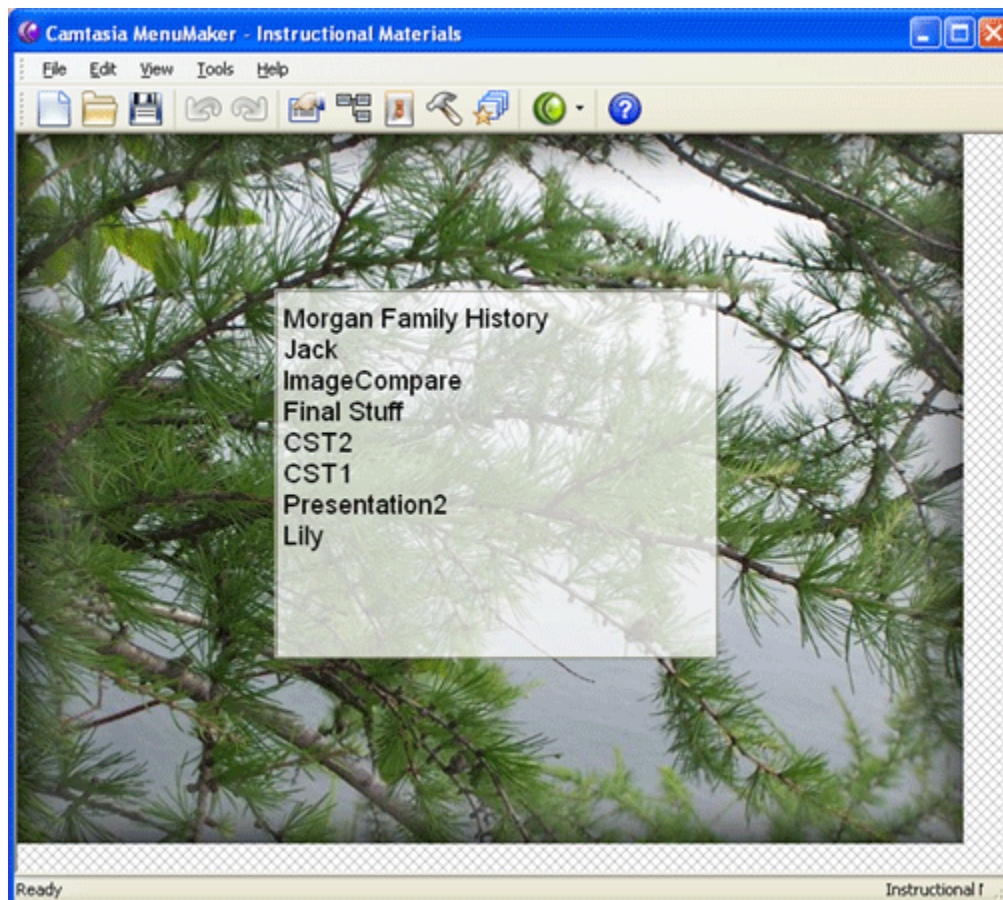 Camtasia MenuMaker - Instructional Materials
File Edit View Tools Help
Morgan Family History
Jack
ImageCompare
Final Stuff
CST2
CST1
Presentation2
Lily
Ready Instructional